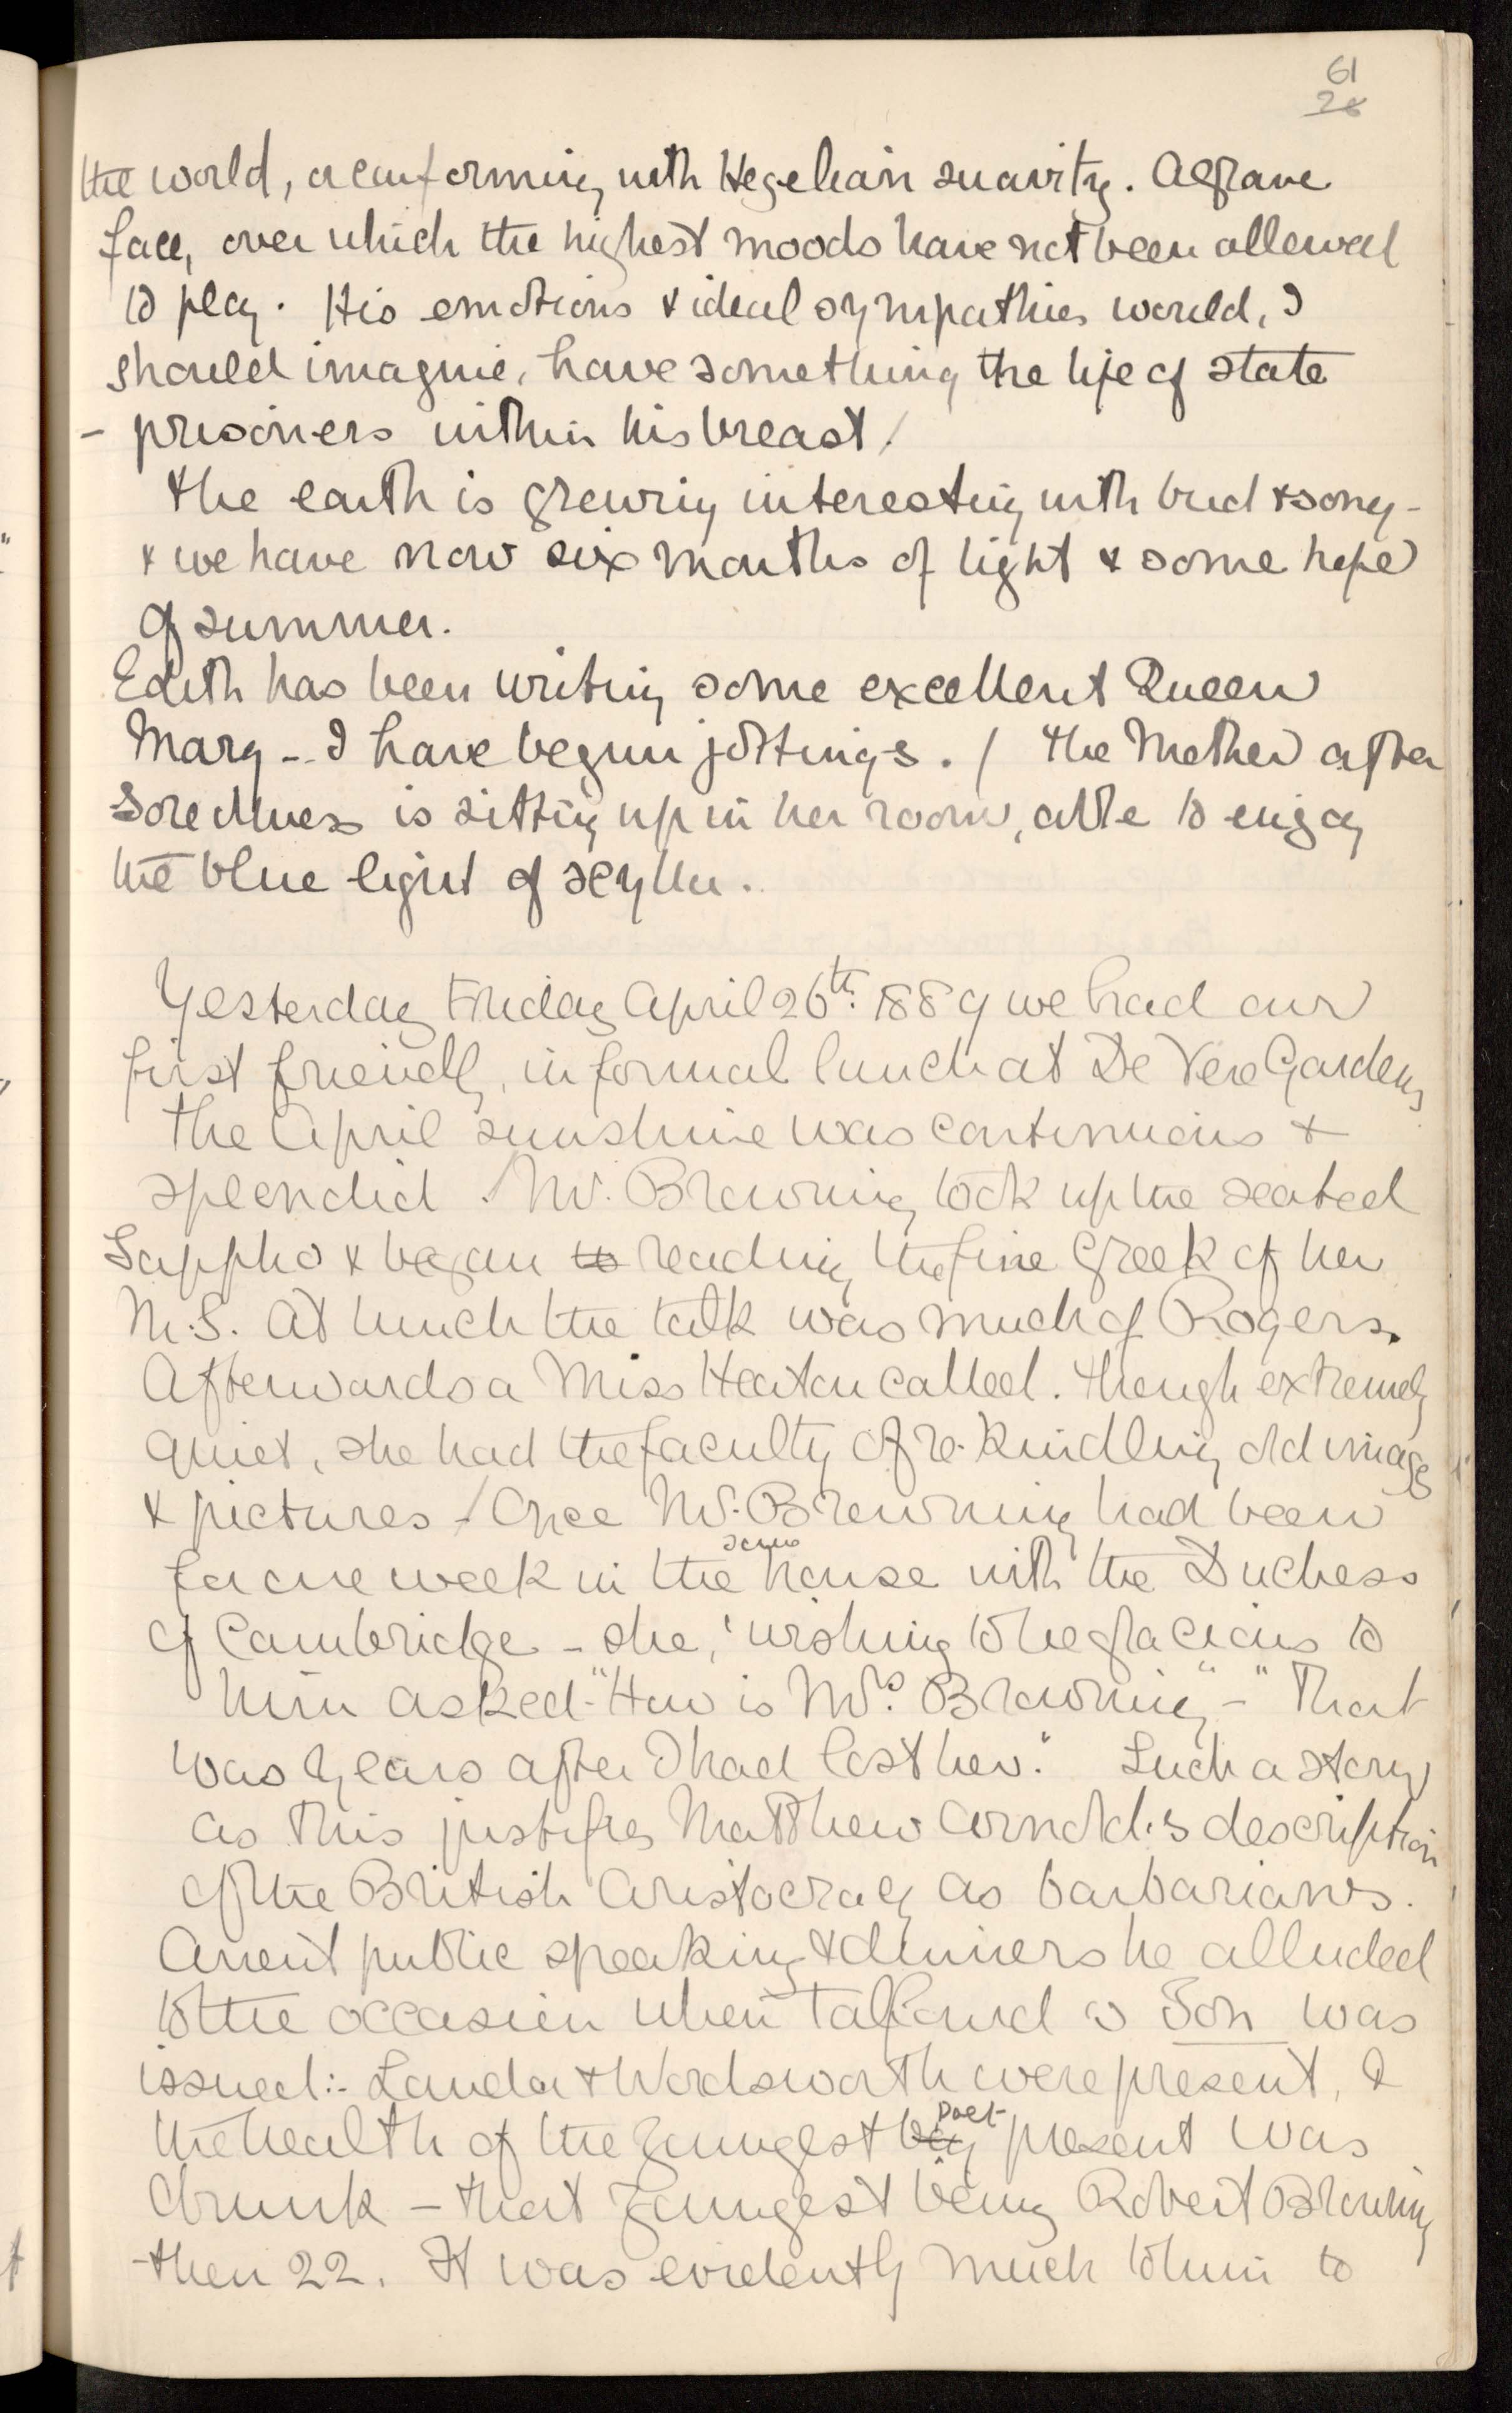 61
28
the world, a conforming with Hegelian suavity. A grave
face, over which the highest moods have not been allowed
to play. His emotions & ideal sympathies would, I
should imagine, have something the life of state
- prisoners within his breast /
The earth is growing interesting with bud & song -
& we have now six months of light & some hope
of summer.
Edith has been writing some excellent Queen
Mary -- I have begun jottings. / The Mother after
sore illness is sitting up in her room, able to enjoy
the blue light of scyllu.
Yesterday Friday April 26th. 1889 we had our
first friendly, informal lunch at De Vere Gardens
The April sunshine was continuous &
splendid. Mr. Browning took up the seated
Sappho & began to reading the fine Greek of her
M.S. At lunch the talk was much of Rogers.
Afterwards a Miss Heaton called. Though extremely
quiet, she had the faculty of re-kindling old images
& pictures - / Once Mr. Browning had been
for one week in the same house with the Duchess
of Cambridge - she, wishing to be gracious to
him asked - "How is Mrs. Browning" - "That
was years after I had lost her." Such a story
as this justifies Matthew Arnold's description
of the British Aristocracy as barbarians.
Anent public speaking & dinners he alluded
to the occasion when Talfourd's Ion was
issued:- Landor & Wordsworth were present, &
the health of the youngest boy poet present was
drunk - that youngest being Robert Browning
- then 22. It was evidently much to him to